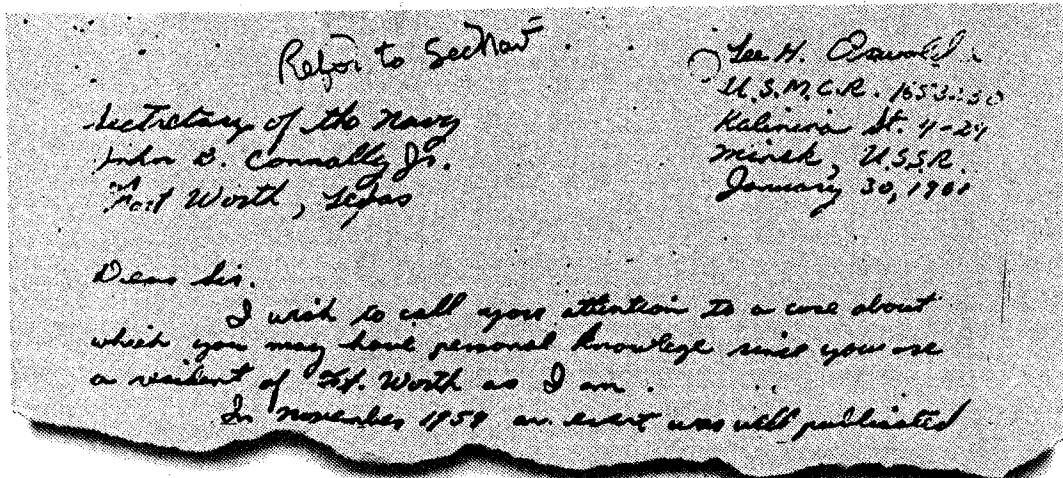 Refer to SecNav
Lee H. Oswald
U.S.M.C.R. 1653230
Kalinina St. 4-24
Minsk, U.S.S.R.
January 30, 1961
Sectretary of the Navy
John B. Connally Jr.
Fort Worth, Texas
Dear Sir.
I wish to call your attention to a case about
which you may have personal knowlege since you are
a resident of Ft. Worth as I am.
In November 1959 an event was well publicated